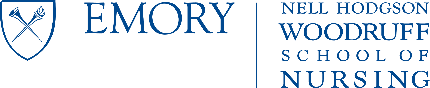 EMORY
NELL HODGSON
WOODRUFF
SCHOOL OF
NURSING